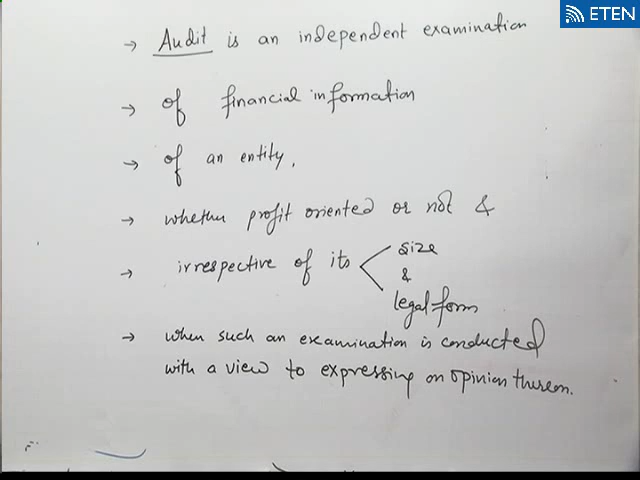 ETEN
→ Audit is an independent examination
→ of financial information
→ of an entity,
→ whether profit oriented or not &
→ irrespective of its size
&
legal form
→ when such an examination is conducted
with a view to expressing an opinion thereon.